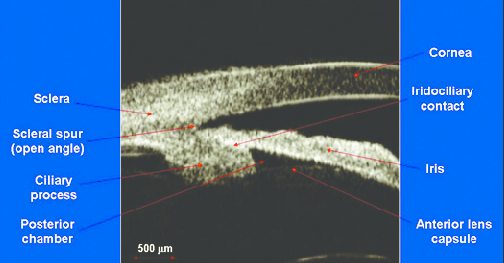 Cornea
Iridociliary
contact
Sclera
Scleral spur
(open angle)
Iris
Ciliary
process
Posterior
chamber
Anterior lens
capsule
500 µm